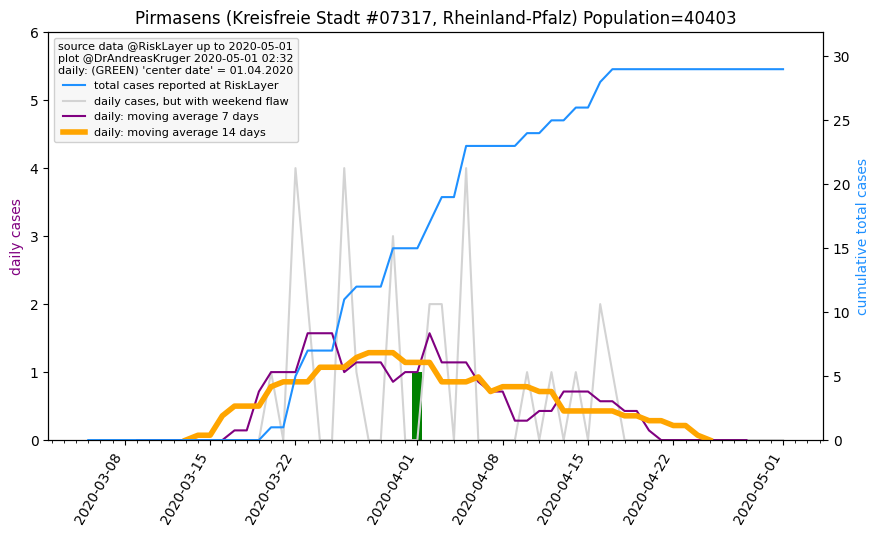 Pirmasens (Kreisfreie Stadt #07317, Rheinland-Pfalz) Population=40403
source data @RiskLayer up to 2020-05-01
plot @DrAndreasKruger 2020-05-01 02:32
daily: (GREEN) 'center date' = 01.04.2020
total cases reported at RiskLayer
daily cases, but with weekend flaw
daily: moving average 7 days
daily: moving average 14 days
daily cases
6
5
4
3
2
1
0
cumulative total cases
30
25
20
15
10
5
0
2020-03-08
2020-03-15
2020-03-22
2020-04-01
2020-04-08
2020-04-15
2020-04-22
2020-05-01